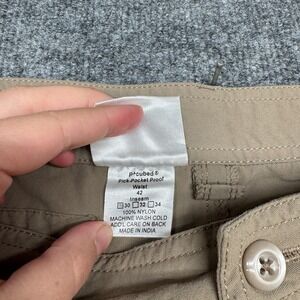 Pick-Pocket Proof
Waist
42
Inseam
30 32 34
100% NYLON
MACHINE WASH COLD
ADD'L CARE ON BACK
MADE IN INDIA